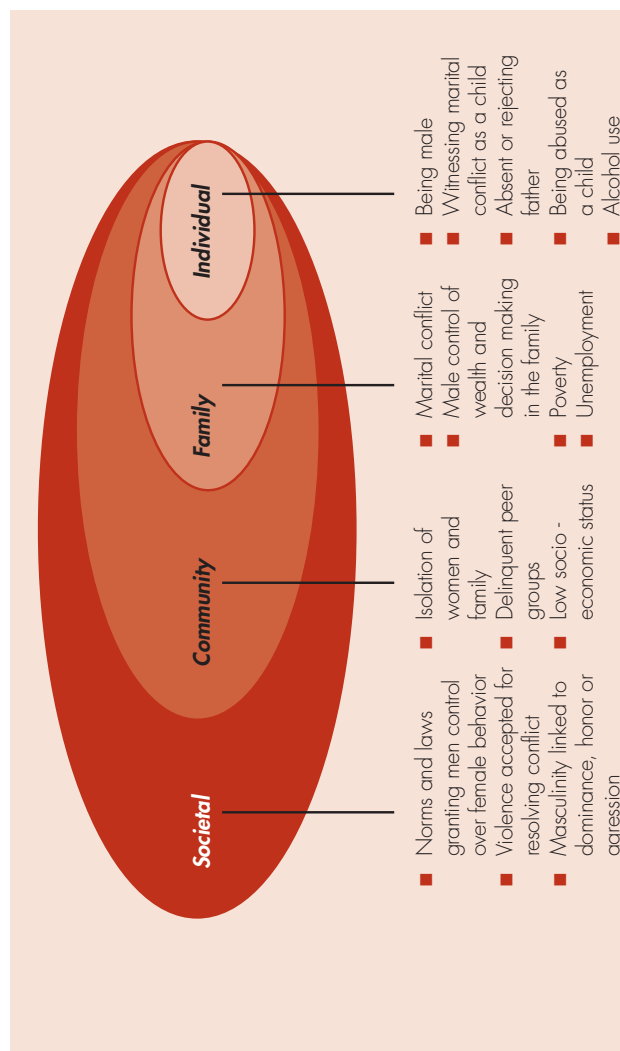 Societal
Community
Family
Individual
■ Norms and laws
granting men control
over female behavior
■ Violence accepted for
resolving conflict
■ Masculinity linked to
dominance, honor or
agression
■ Isolation of
women and
family
■ Delinquent peer
groups
■ Low socio -
economic status
■ Marital conflict
■ Male control of
wealth and
decision making
in the family
■ Poverty
■ Unemployment
■ Being male
■ Witnessing marital
conflict as a child
■ Absent or rejecting
father
■ Being abused as
a child
■ Alcohol use